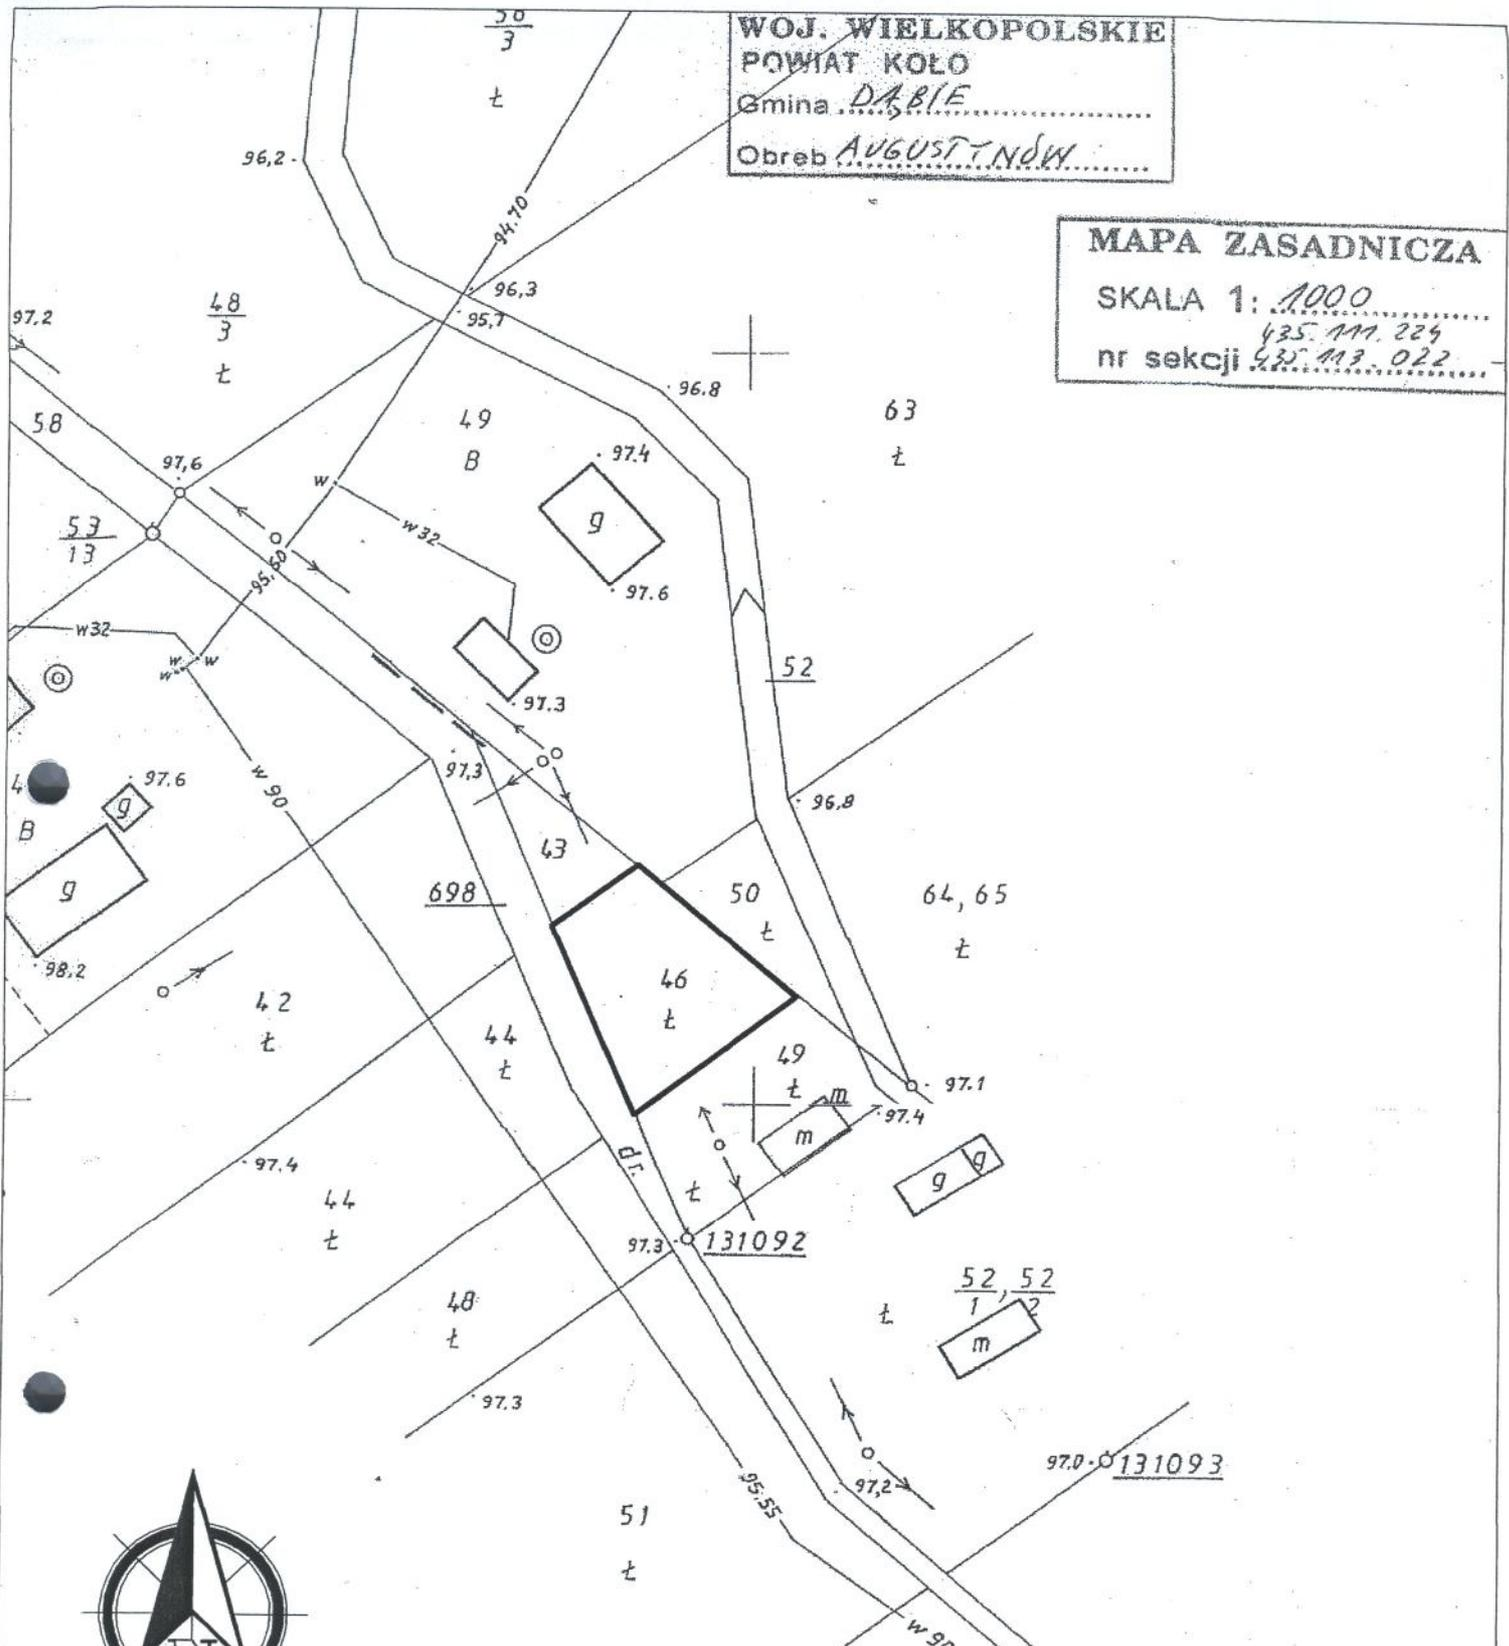 56
3
Ł
WOJ. WIELKOPOLSKIE
POWIAT KOŁO
Gmina DĄBIE
Obreb AUGUSTYNÓW
96,2
94.70
MAPA ZASADNICZA
SKALA 1: 1000
435.111.224
nr sekcji 435.113.022
96,3
95,7
48
3
Ł
97,2
96.8
63
Ł
49
B
58
97.4
97,6
w
g
w32
53
13
95,60
97.6
w32
w
w
w
52
97.3
97,3
97.6
4
g
w 90
96,8
B
43
g
698
50
Ł
64, 65
Ł
98,2
46
Ł
42
Ł
44
Ł
49
Ł
m
97.1
97.4
m
dr.
97.4
g
g
44
Ł
Ł
97.3
131092
52
1
,
52
2
48
Ł
Ł
m
97.3
97.0
131093
97,2
95,55
51
Ł
w 90